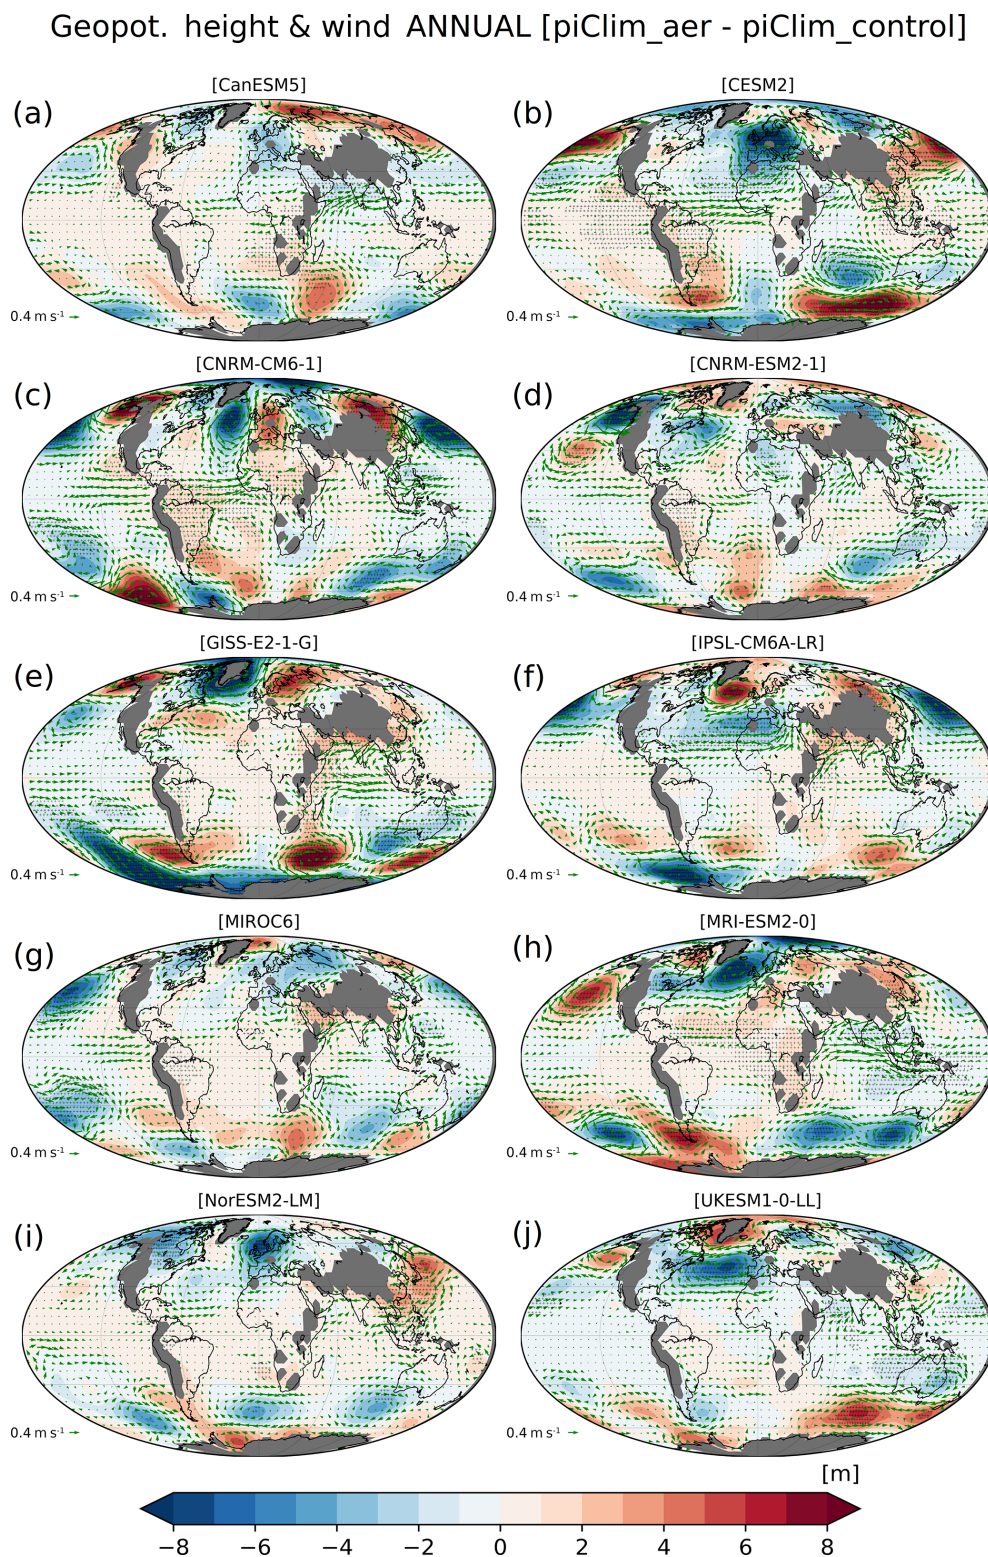 Geopot. height & wind ANNUAL [piClim_aer - piClim_control]
[CanESM5] [CESM2]
(a) (b)
0.4 m s⁻¹ 0.4 m s⁻¹
[CNRM-CM6-1] [CNRM-ESM2-1]
(c) (d)
0.4 m s⁻¹ 0.4 m s⁻¹
[GISS-E2-1-G] [IPSL-CM6A-LR]
(e) (f)
0.4 m s⁻¹ 0.4 m s⁻¹
[MIROC6] [MRI-ESM2-0]
(g) (h)
0.4 m s⁻¹ 0.4 m s⁻¹
[NorESM2-LM] [UKESM1-0-LL]
(i) (j)
0.4 m s⁻¹ 0.4 m s⁻¹
[m]
−8 −6 −4 −2 0 2 4 6 8